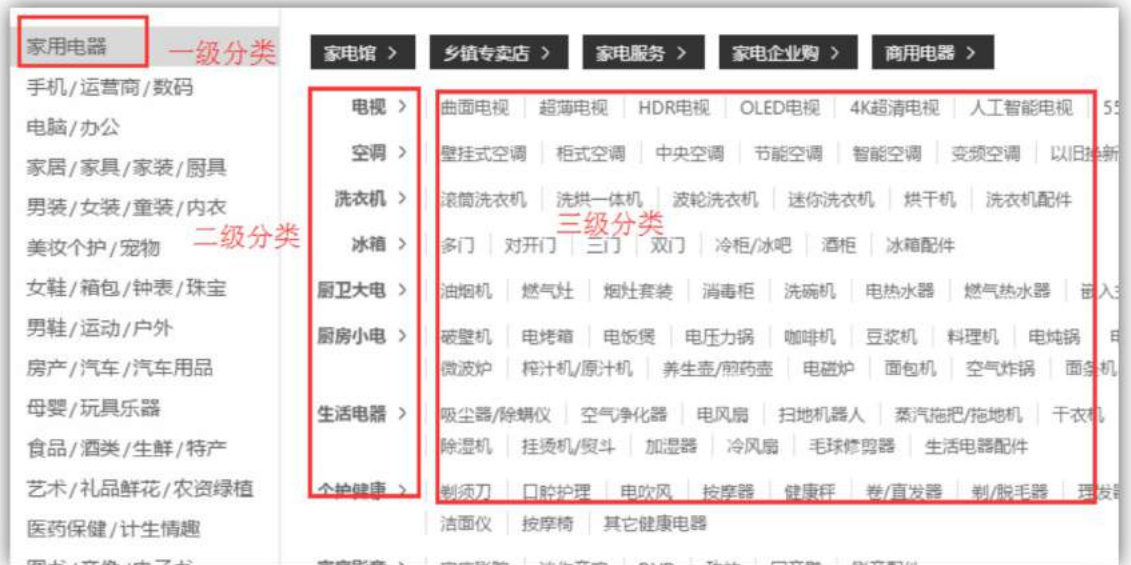 家用电器
一级分类
手机/运营商/数码
电脑/办公
家居/家具/家装/厨具
男装/女装/童装/内衣
二级分类
美妆个护/宠物
女鞋/箱包/钟表/珠宝
男鞋/运动/户外
房产/汽车/汽车用品
母婴/玩具乐器
食品/酒类/生鲜/特产
艺术/礼品鲜花/农资绿植
医药保健/计生情趣
家电馆 > 乡镇专卖店 > 家电服务 > 家电企业购 > 商用电器 >
电视 > 曲面电视 超薄电视 HDR电视 OLED电视 4K超清电视 人工智能电视 55
空调 > 壁挂式空调 柜式空调 中央空调 节能空调 智能空调 变频空调 以旧换新
洗衣机 > 滚筒洗衣机 洗烘一体机 波轮洗衣机 迷你洗衣机 烘干机 洗衣机配件
三级分类
冰箱 > 多门 对开门 三门 双门 冷柜/冰吧 酒柜 冰箱配件
厨卫大电 > 油烟机 燃气灶 烟灶套装 消毒柜 洗碗机 电热水器 燃气热水器 嵌入
厨房小电 > 破壁机 电烤箱 电饭煲 电压力锅 咖啡机 豆浆机 料理机 电炖锅
微波炉 榨汁机/原汁机 养生壶/煎药壶 电磁炉 面包机 空气炸锅 面条机
生活电器 > 吸尘器/除螨仪 空气净化器 电风扇 扫地机器人 蒸汽拖把/拖地机 干衣机
除湿机 挂烫机/熨斗 加湿器 冷风扇 毛球修剪器 生活电器配件
个护健康 > 剃须刀 口腔护理 电吹风 按摩器 健康秤 卷/直发器 剃/脱毛器 理发
洁面仪 按摩椅 其它健康电器